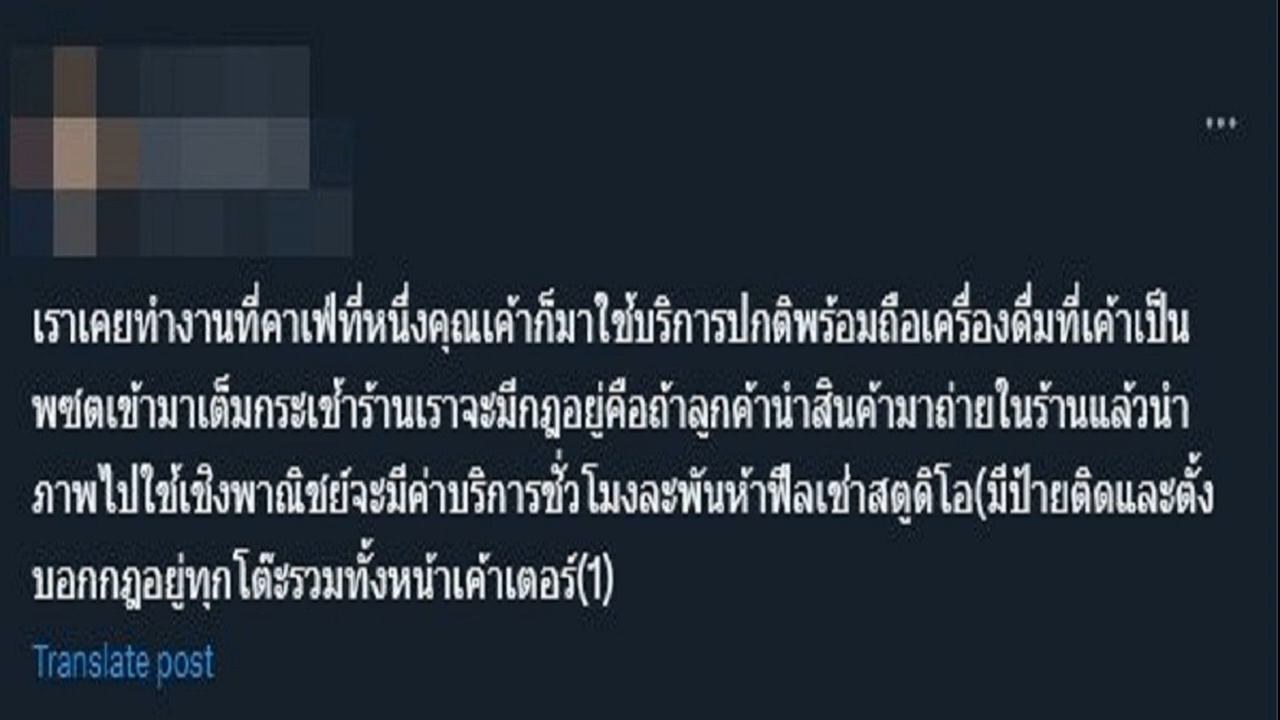 เราเคยทำงานที่คาเฟ่ที่หนึ่งคุณเค้าก็มาใช้บริการปกติพร้อมถือเครื่องดื่มที่เค้าเป็น
พซตเข้ามาเต็มกระเช้าร้านเราจะมีกฎอยู่คือถ้าลูกค้านำสินค้ามาถ่ายในร้านแล้วนำ
ภาพไปใช้เชิงพาณิชย์จะมีค่าบริการชั่วโมงละพันห้าฟีลเช่าสตูดิโอ(มีป้ายติดและตั้ง
บอกกฎอยู่ทุกโต๊ะรวมทั้งหน้าเค้าเตอร์(1)
Translate post